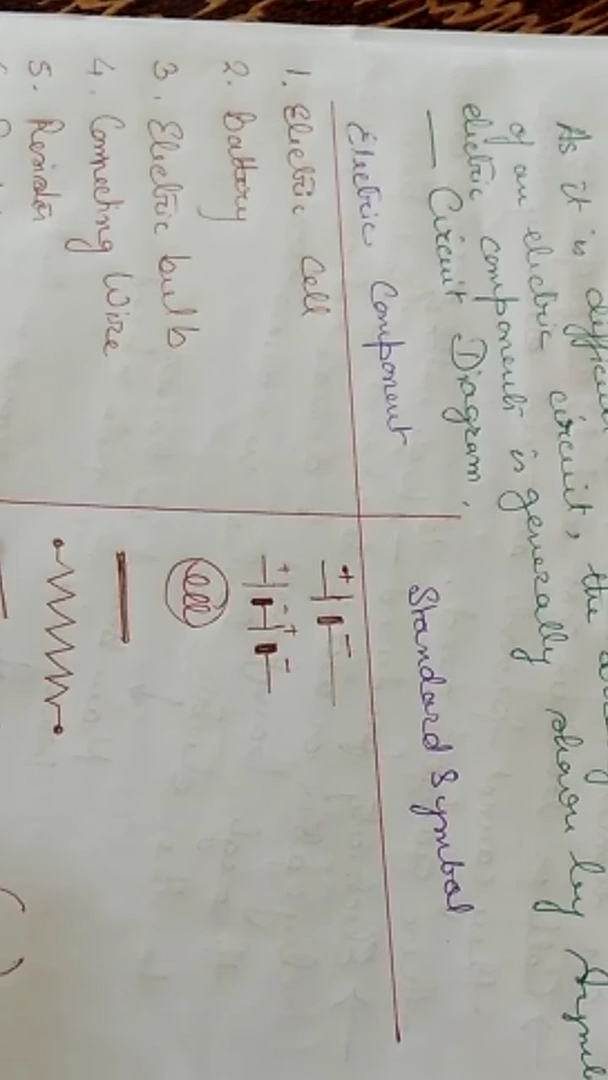 As it is difficult the
of an electric circuit, the
electric components is generally shown by
— Circuit Diagram.
Electric Component Standard Symbol
1. Electric Cell + -
2. Battery + - + -
3. Electric bulb
4. Connecting Wire
5. Resistor